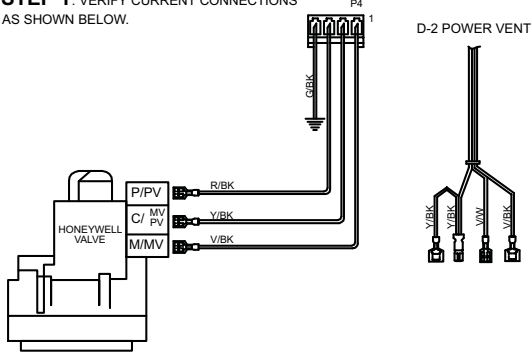 STEP 1: VERIFY CURRENT CONNECTIONS
AS SHOWN BELOW.
P4
1
D-2 POWER VENT
G/BK
P/PV
R/BK
C/ MV
PV
Y/BK
M/MV
V/BK
HONEYWELL
VALVE
Y/BK
Y/BK
V/W
V/BK